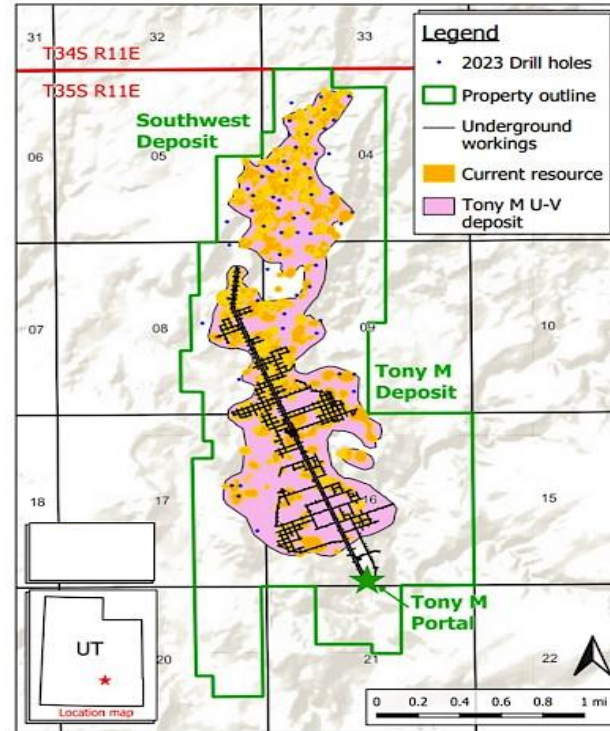 31
32
33
T34S R11E
T35S R11E
Legend
2023 Drill holes
Property outline
Underground
workings
Current resource
Tony M U-V
deposit
Southwest
Deposit
06
05
04
07
08
09
10
Tony M
Deposit
18
17
16
15
Tony M
Portal
20
21
22
UT
Location map
0 0.2 0.4 0.6 0.8 1 mi